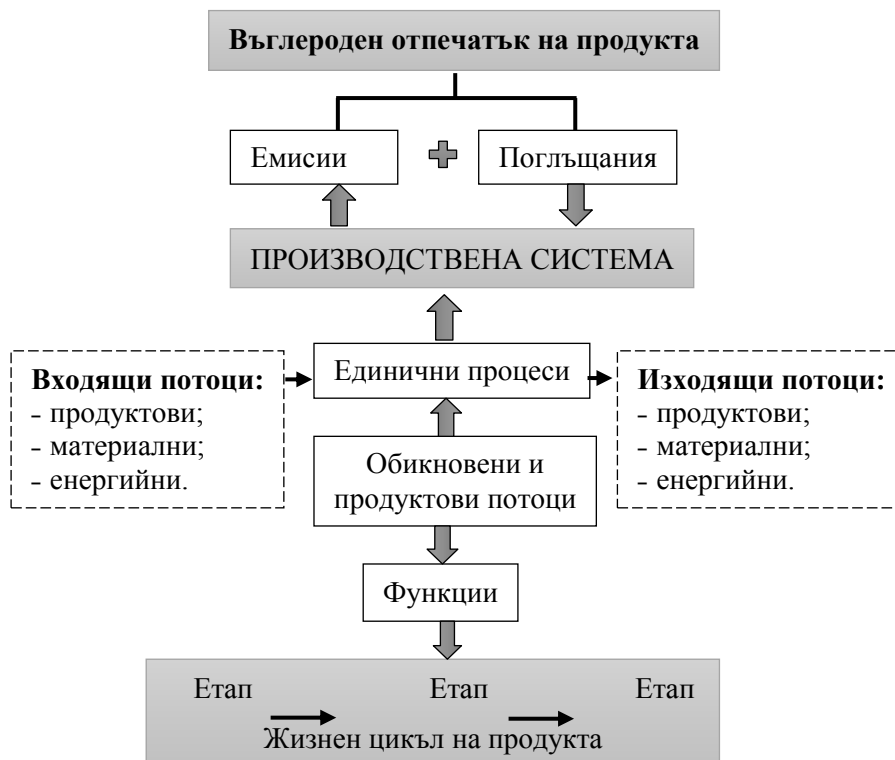 Въглероден отпечатък на продукта
Емисии
Поглъщания
ПРОИЗВОДСТВЕНА СИСТЕМА
Входящи потоци:
- продуктови;
- материални;
- енергийни.
Единични процеси
Изходящи потоци:
- продуктови;
- материални;
- енергийни.
Обикновени и
продуктови потоци
Функции
Етап Етап Етап
Жизнен цикъл на продукта